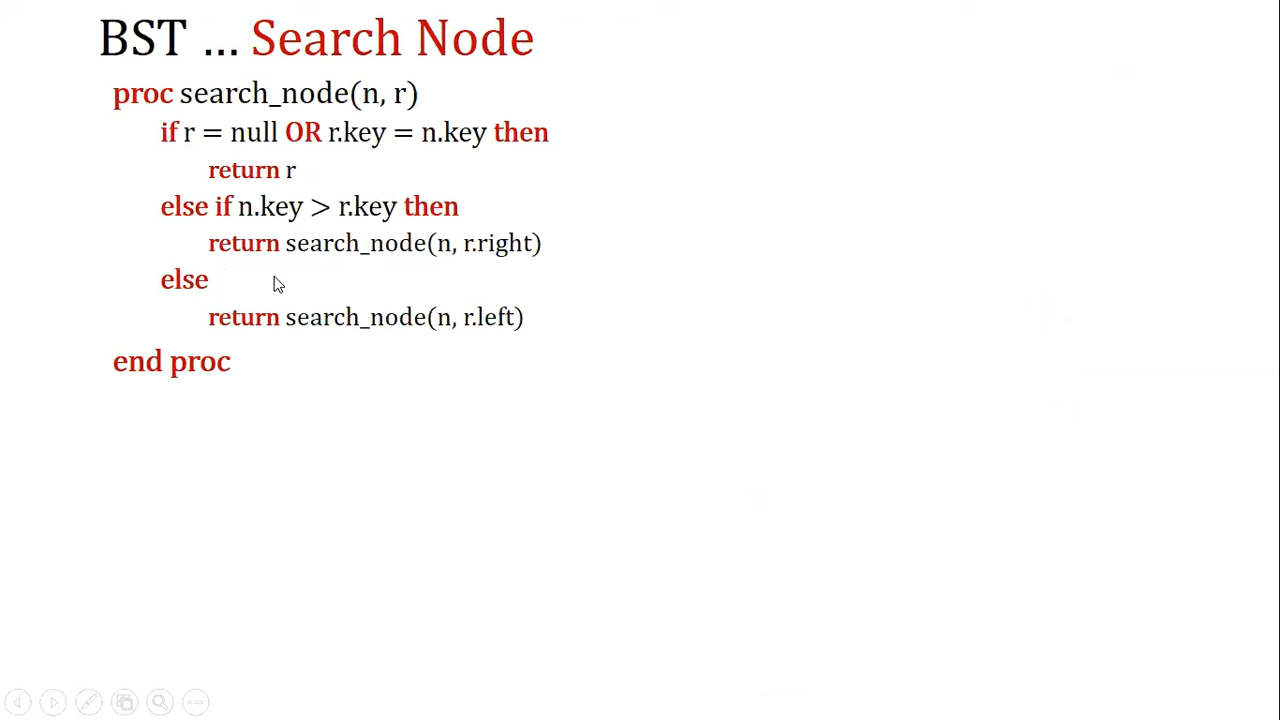 BST ... Search Node
proc search_node(n, r)
if r = null OR r.key = n.key then
return r
else if n.key > r.key then
return search_node(n, r.right)
else
return search_node(n, r.left)
end proc